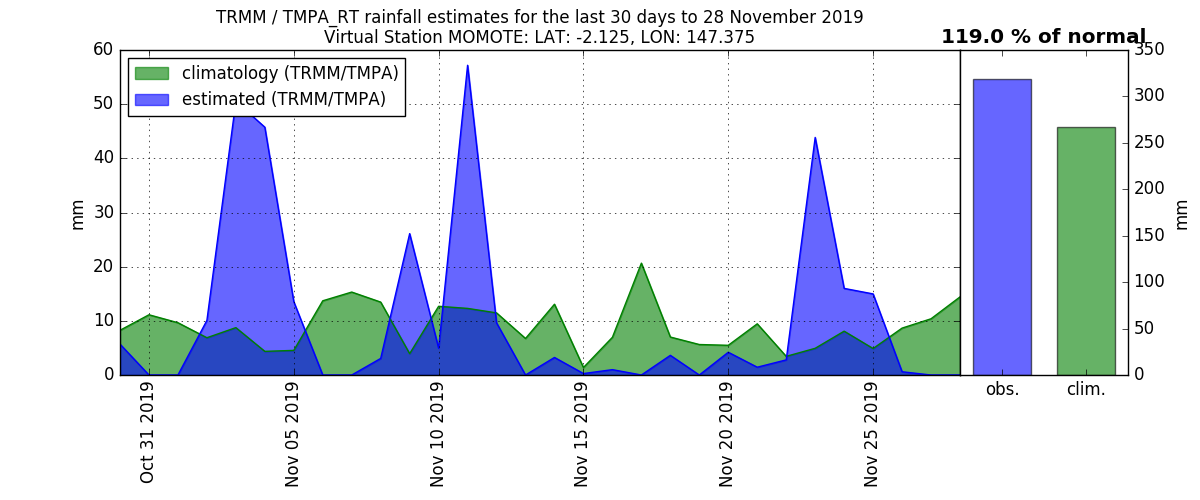 TRMM / TMPA_RT rainfall estimates for the last 30 days to 28 November 2019
Virtual Station MOMOTE: LAT: -2.125, LON: 147.375
119.0 % of normal
climatology (TRMM/TMPA)
estimated (TRMM/TMPA)
60
50
40
30
20
10
0
mm
Oct 31 2019
Nov 05 2019
Nov 10 2019
Nov 15 2019
Nov 20 2019
Nov 25 2019
350
300
250
200
150
100
50
0
mm
obs.
clim.